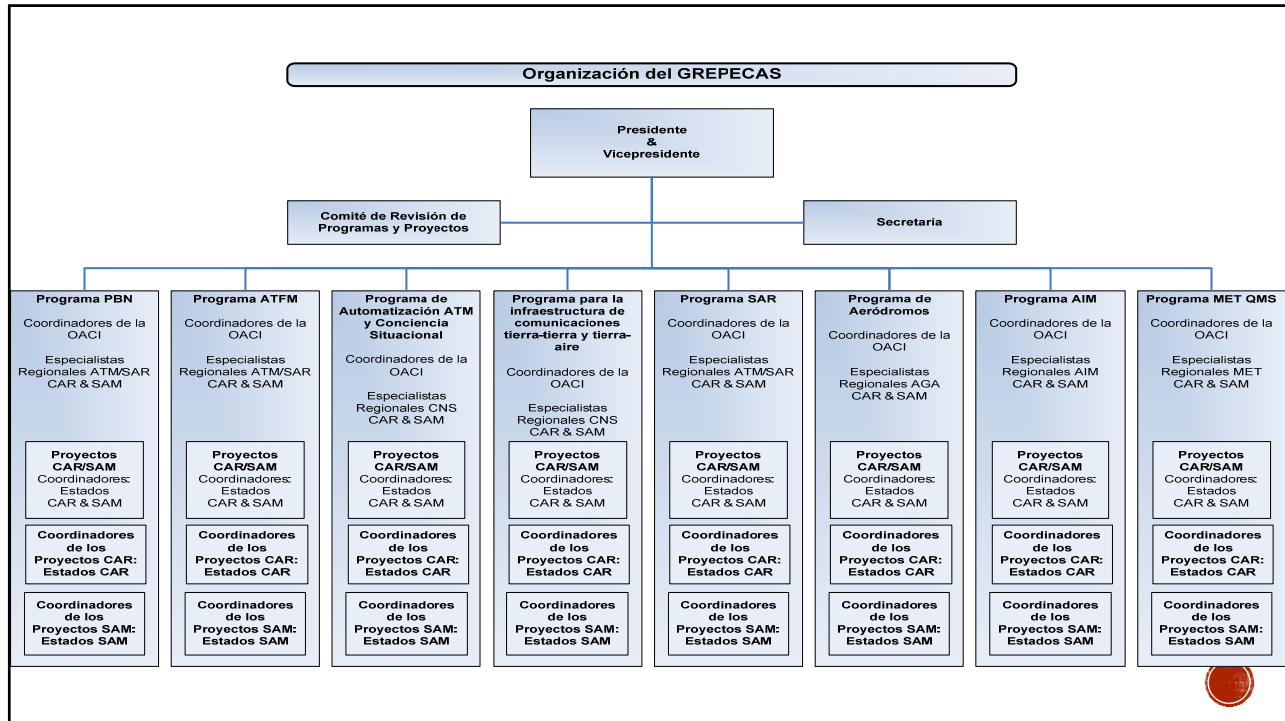 Organización del GREPECAS
Presidente
&
Vicepresidente
Comité de Revisión de
Programas y Proyectos
Secretaría
Programa PBN
Coordinadores de la
OACI
Especialistas
Regionales ATM/SAR
CAR & SAM
Proyectos
CAR/SAM
Coordinadores:
Estados
CAR & SAM
Coordinadores
de los
Proyectos CAR:
Estados CAR
Coordinadores
de los
Proyectos SAM:
Estados SAM
Programa ATFM
Coordinadores de la
OACI
Especialistas
Regionales ATM/SAR
CAR & SAM
Proyectos
CAR/SAM
Coordinadores:
Estados
CAR & SAM
Coordinadores
de los
Proyectos CAR:
Estados CAR
Coordinadores
de los
Proyectos SAM:
Estados SAM
Programa de
Automatización ATM
y Conciencia
Situacional
Coordinadores de la
OACI
Especialistas
Regionales CNS
CAR & SAM
Proyectos
CAR/SAM
Coordinadores:
Estados
CAR & SAM
Coordinadores
de los
Proyectos CAR:
Estados CAR
Coordinadores
de los
Proyectos SAM:
Estados SAM
Programa para la
infraestructura de
comunicaciones
tierra-tierra y tierra-
aire
Coordinadores de la
OACI
Especialistas
Regionales CNS
CAR & SAM
Proyectos
CAR/SAM
Coordinadores:
Estados
CAR & SAM
Coordinadores
de los
Proyectos CAR:
Estados CAR
Coordinadores
de los
Proyectos SAM:
Estados SAM
Programa SAR
Coordinadores de la
OACI
Especialistas
Regionales ATM/SAR
CAR & SAM
Proyectos
CAR/SAM
Coordinadores:
Estados
CAR & SAM
Coordinadores
de los
Proyectos CAR:
Estados CAR
Coordinadores
de los
Proyectos SAM:
Estados SAM
Programa de
Aeródromos
Coordinadores de la
OACI
Especialistas
Regionales AGA
CAR & SAM
Proyectos
CAR/SAM
Coordinadores:
Estados
CAR & SAM
Coordinadores
de los
Proyectos CAR:
Estados CAR
Coordinadores
de los
Proyectos SAM:
Estados SAM
Programa AIM
Coordinadores de la
OACI
Especialistas
Regionales AIM
CAR & SAM
Proyectos
CAR/SAM
Coordinadores:
Estados
CAR & SAM
Coordinadores
de los
Proyectos CAR:
Estados CAR
Coordinadores
de los
Proyectos SAM:
Estados SAM
Programa MET QMS
Coordinadores de la
OACI
Especialistas
Regionales MET
CAR & SAM
Proyectos
CAR/SAM
Coordinadores:
Estados
CAR & SAM
Coordinadores
de los
Proyectos CAR:
Estados CAR
Coordinadores
de los
Proyectos SAM:
Estados SAM